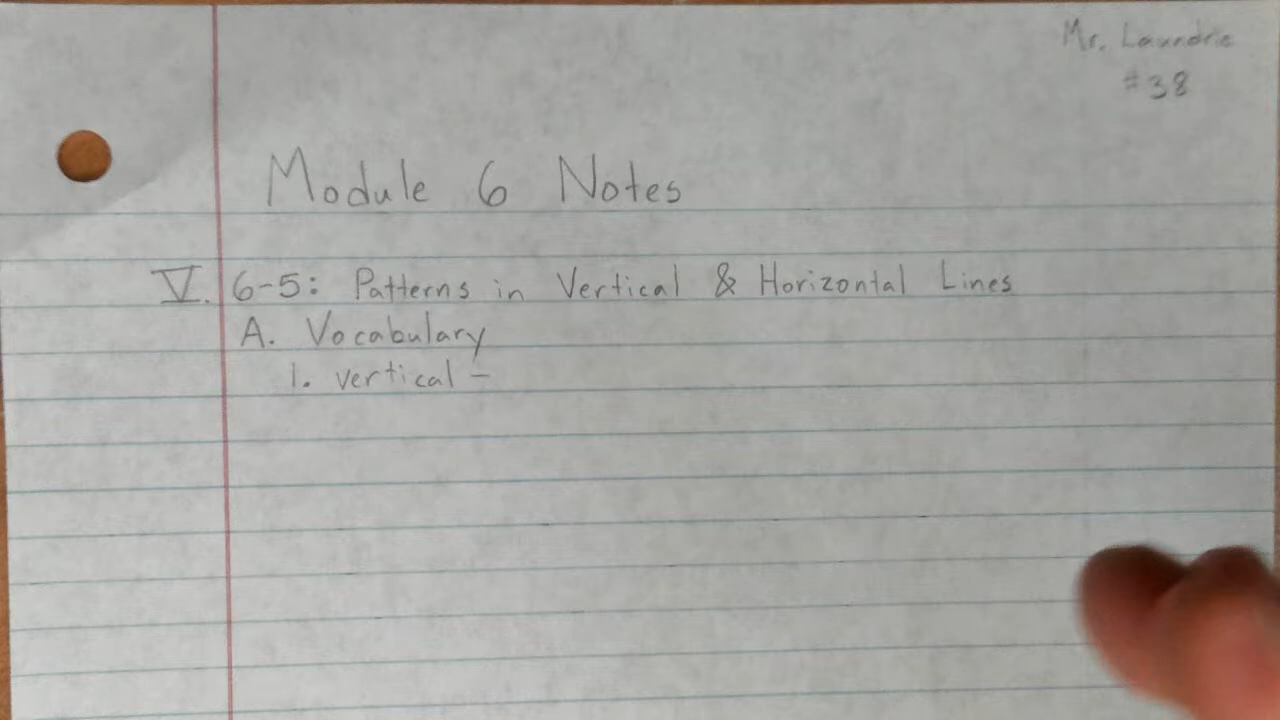 Mr. Laundrie
#38
Module 6 Notes
V. 6-5: Patterns in Vertical & Horizontal Lines
A. Vocabulary
1. vertical -